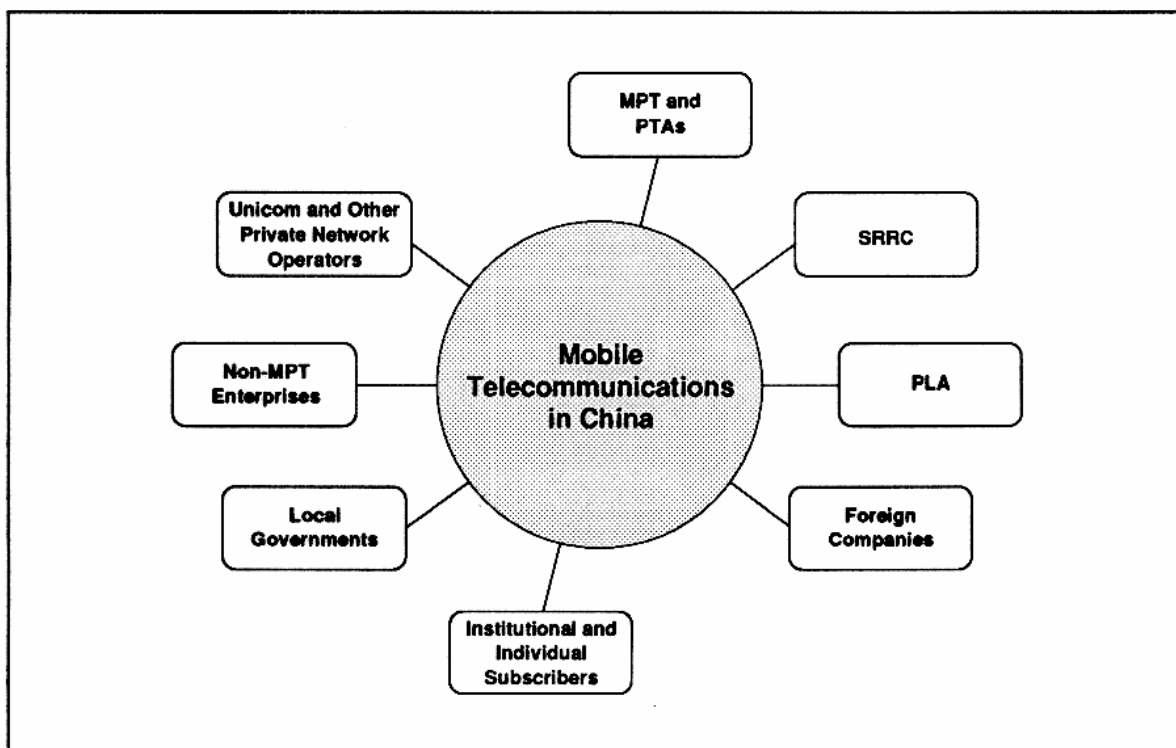 MPT and
PTAs
Unicom and Other
Private Network
Operators
SRRC
Mobile
Telecommunications
in China
Non-MPT
Enterprises
PLA
Local
Governments
Foreign
Companies
Institutional and
Individual
Subscribers